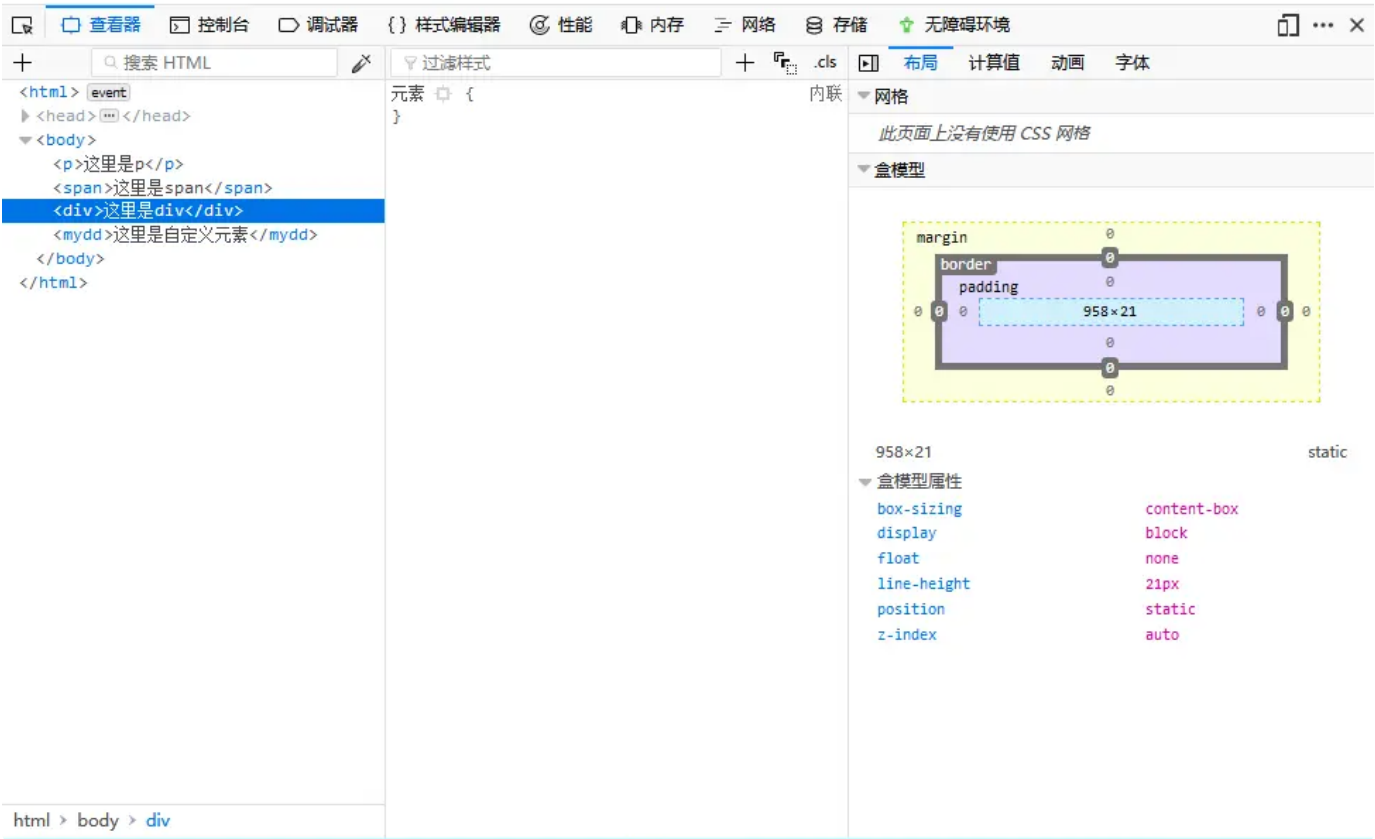 查看器 控制台 调试器 {} 样式编辑器 性能 内存 网络 存储 无障碍环境
+ 搜索 HTML
<html> event
<head> ··· </head>
<body>
<p>这里是p</p>
<span>这里是span</span>
<div>这里是div</div>
<mydd>这里是自定义元素</mydd>
</body>
</html>
html > body > div
过滤样式 + .cls
元素 { 内联
}
布局 计算值 动画 字体
网格
此页面上没有使用 CSS 网格
盒模型
margin 0
border 0
padding 0
0 0 0 958×21 0 0 0
0
0
0
958×21 static
盒模型属性
box-sizing content-box
display block
float none
line-height 21px
position static
z-index auto